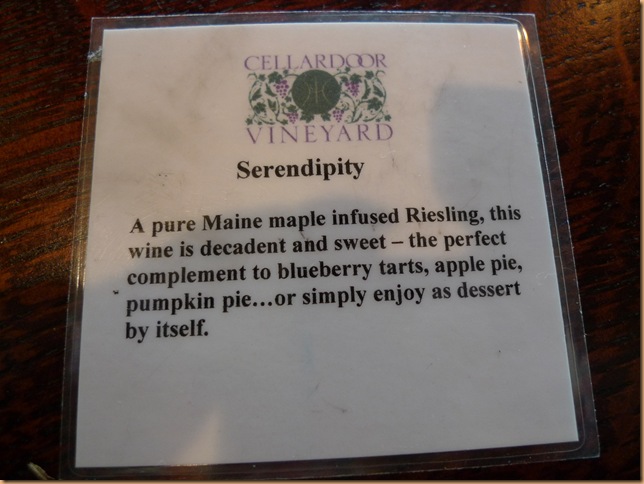 CELLARDOOR
VINEYARD
Serendipity
A pure Maine maple infused Riesling, this
wine is decadent and sweet – the perfect
complement to blueberry tarts, apple pie,
pumpkin pie…or simply enjoy as dessert
by itself.